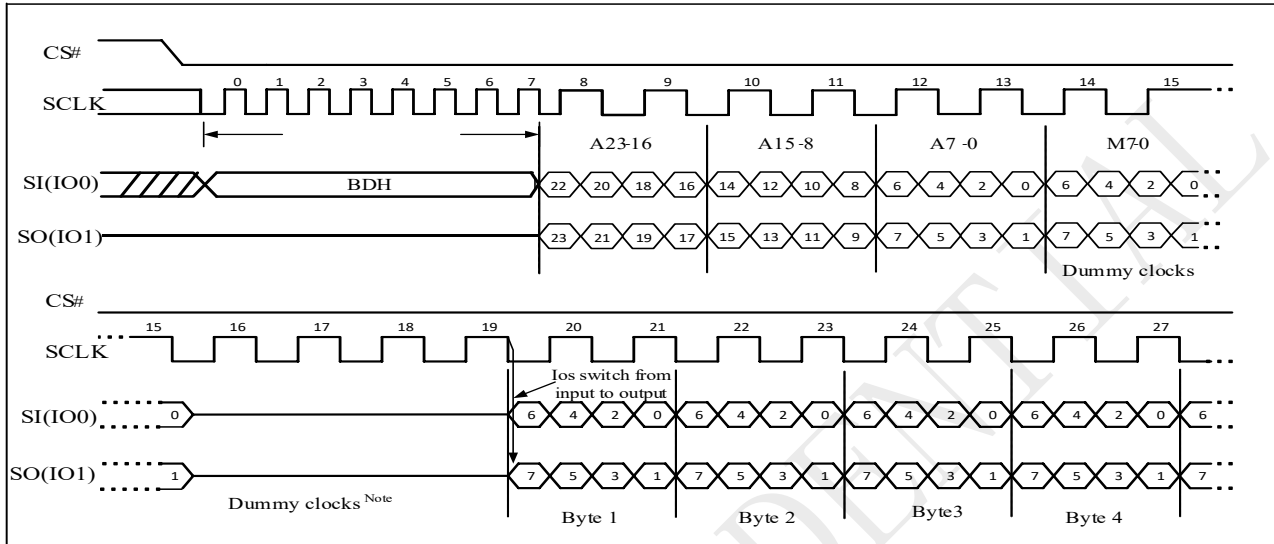 CS#
0 1 2 3 4 5 6 7 8 9 10 11 12 13 14 15
SCLK
A23-16 A15-8 A7-0 M7-0
SI(IO0) BDH 22 20 18 16 14 12 10 8 6 4 2 0 6 4 2 0
SO(IO1) 23 21 19 17 15 13 11 9 7 5 3 1 7 5 3 1
Dummy clocks
CS#
15 16 17 18 19 20 21 22 23 24 25 26 27
SCLK
Ios switch from
input to output
SI(IO0) 0 6 4 2 0 6 4 2 0 6 4 2 0 6 4 2 0 6
SO(IO1) 1 7 5 3 1 7 5 3 1 7 5 3 1 7 5 3 1 7
Dummy clocks Note
Byte 1 Byte 2 Byte3 Byte 4
DENTIAL